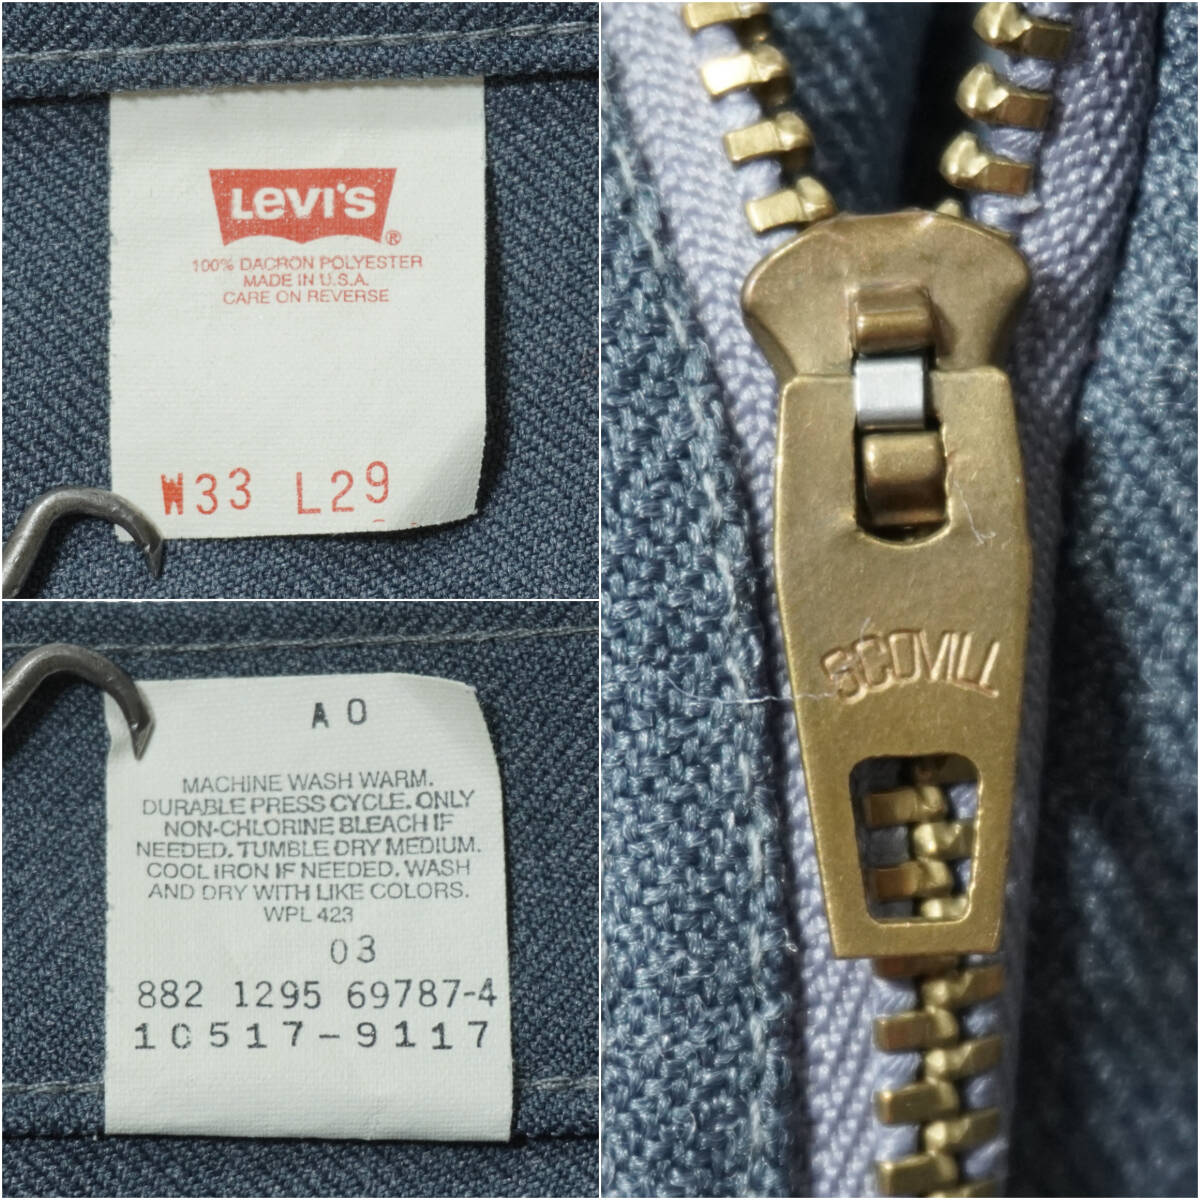 LEVI'S ®
100% DACRON POLYESTER
MADE IN U.S.A.
CARE ON REVERSE
W33 L29
A 0
MACHINE WASH WARM.
DURABLE PRESS CYCLE. ONLY
NON-CHLORINE BLEACH IF
NEEDED. TUMBLE DRY MEDIUM.
COOL IRON IF NEEDED. WASH
AND DRY WITH LIKE COLORS.
WPL 423
03
882 1295 69787-4
10517-9117
SCOVILL